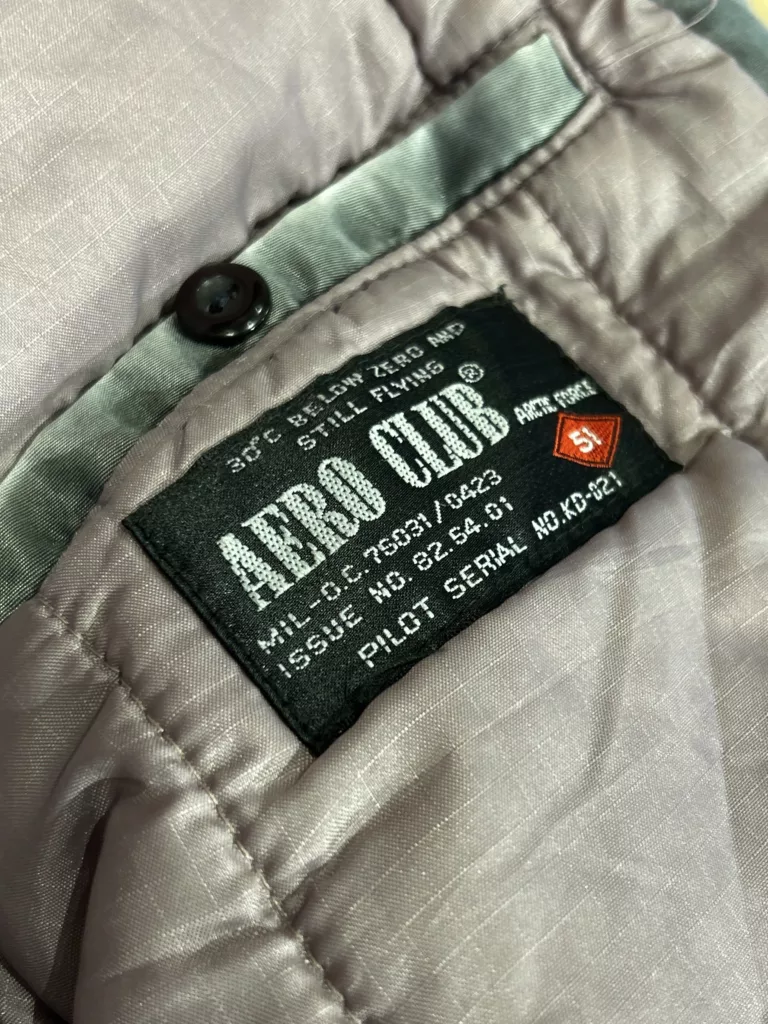 30°C BELOW ZERO AND
STILL FLYING
AERO CLUB®
ARCTIC FORCE
51
MIL-O.C.75031/0423
ISSUE NO. 82.54.01
PILOT SERIAL NO.KD-021